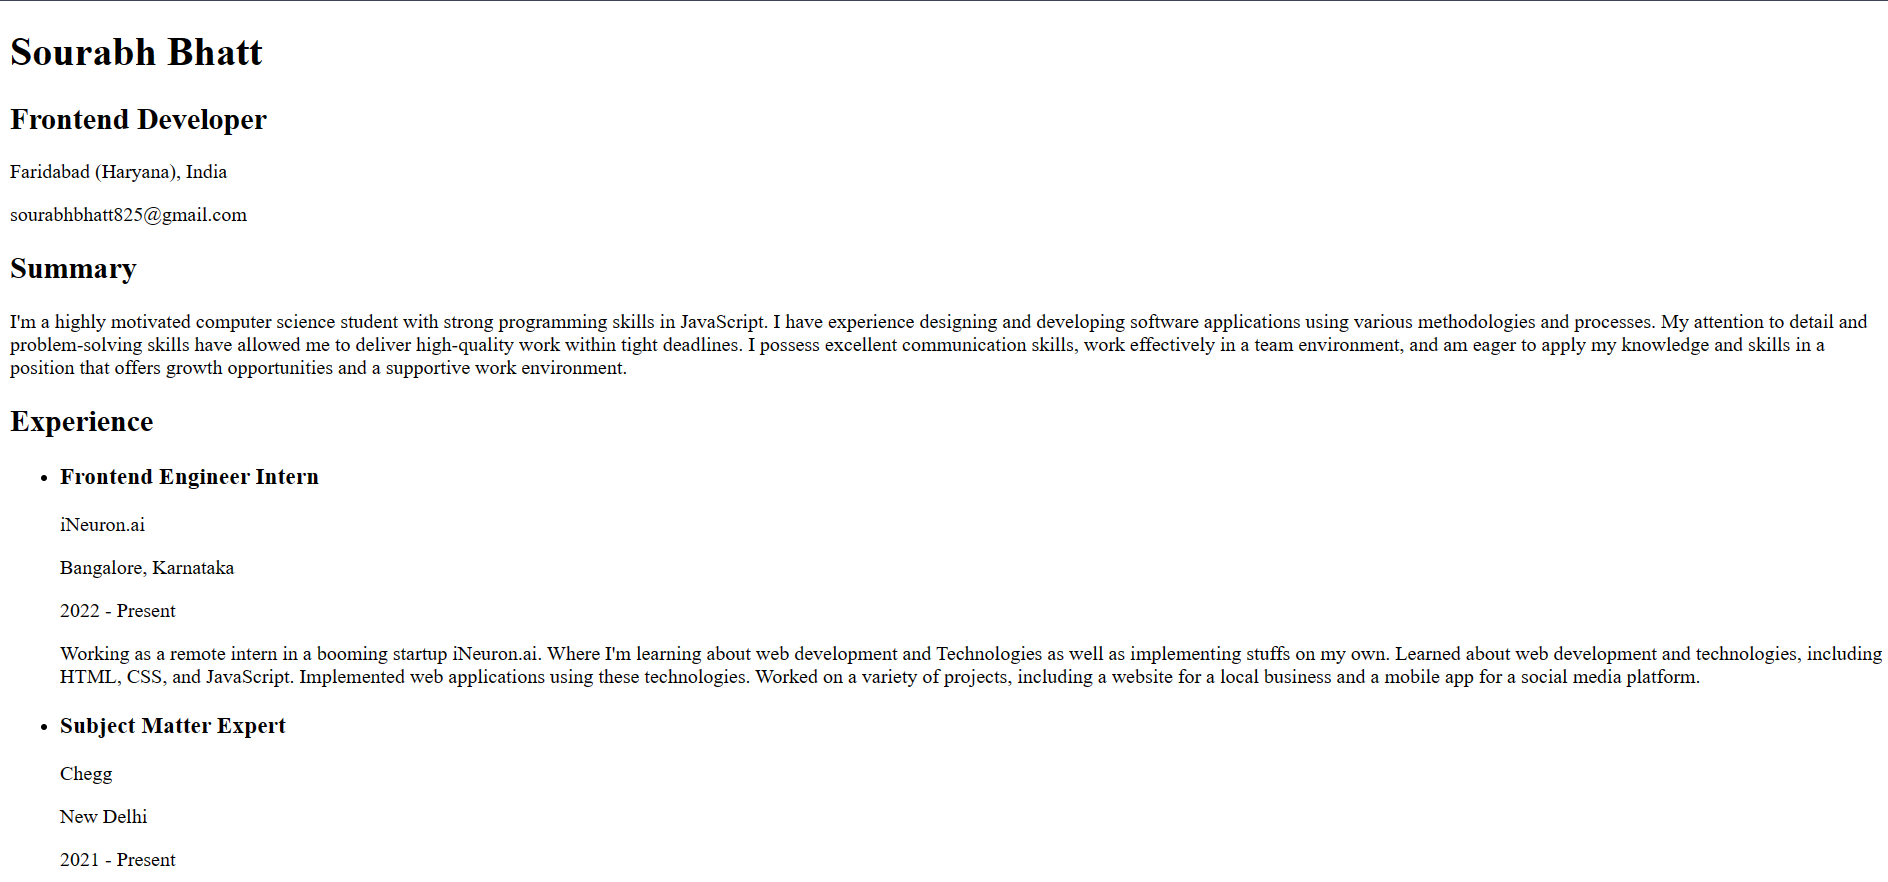 Sourabh Bhatt
Frontend Developer
Faridabad (Haryana), India
sourabhbhatt825@gmail.com
Summary
I'm a highly motivated computer science student with strong programming skills in JavaScript. I have experience designing and developing software applications using various methodologies and processes. My attention to detail and
problem-solving skills have allowed me to deliver high-quality work within tight deadlines. I possess excellent communication skills, work effectively in a team environment, and am eager to apply my knowledge and skills in a
position that offers growth opportunities and a supportive work environment.
Experience
• Frontend Engineer Intern
iNeuron.ai
Bangalore, Karnataka
2022 - Present
Working as a remote intern in a booming startup iNeuron.ai. Where I'm learning about web development and Technologies as well as implementing stuffs on my own. Learned about web development and technologies, including
HTML, CSS, and JavaScript. Implemented web applications using these technologies. Worked on a variety of projects, including a website for a local business and a mobile app for a social media platform.
• Subject Matter Expert
Chegg
New Delhi
2021 - Present